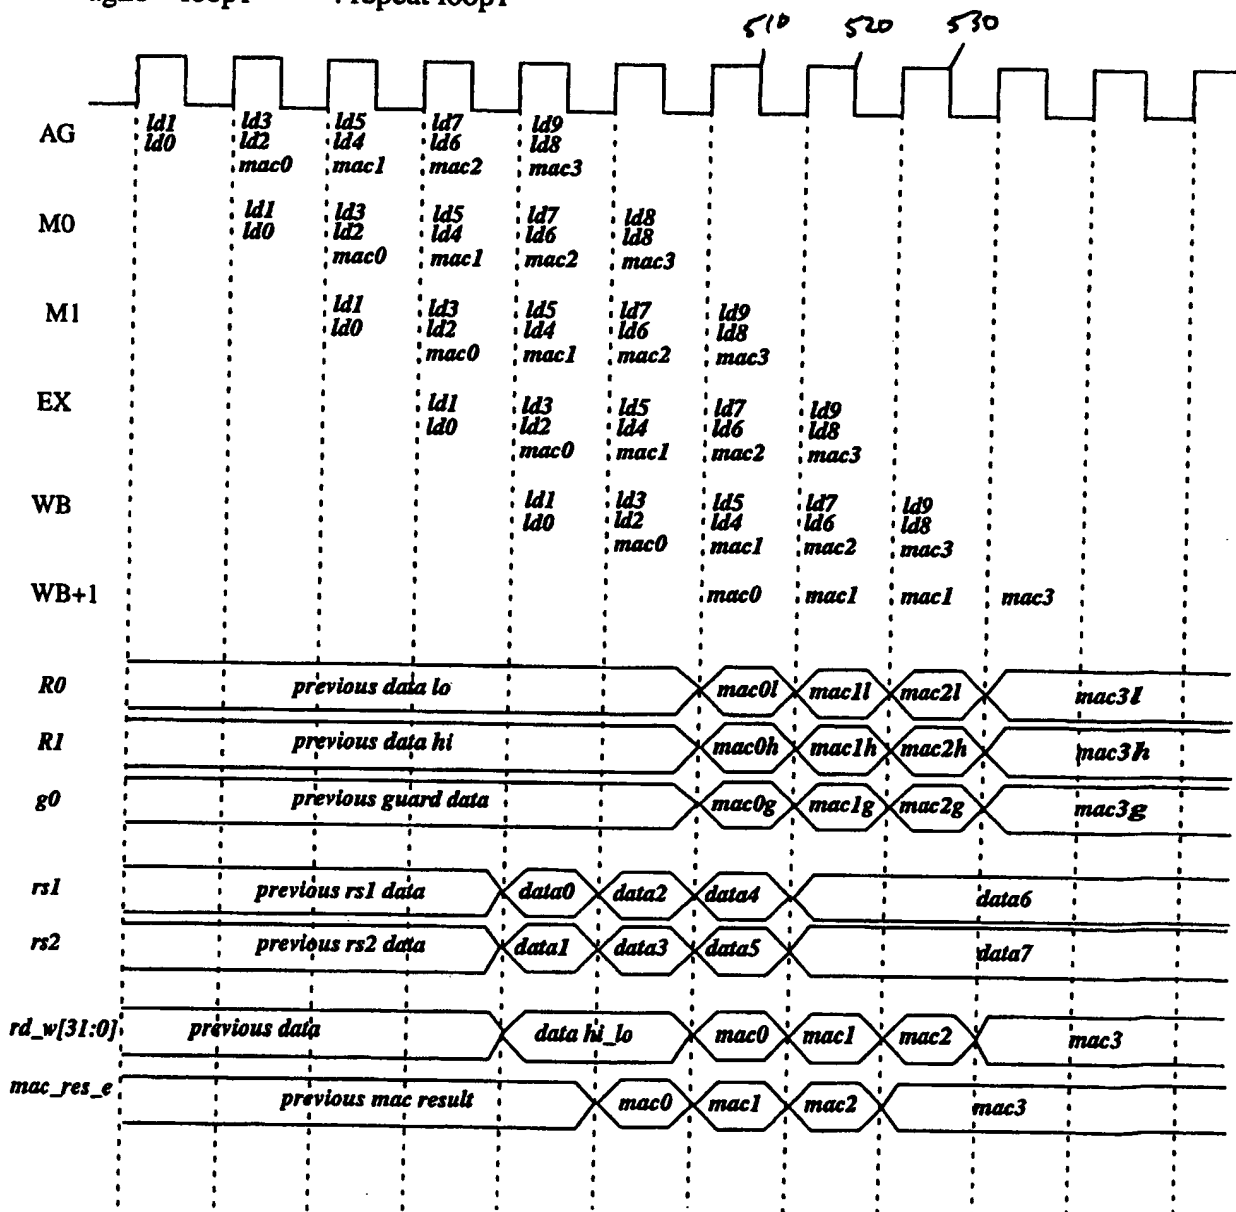 loop1 : repeat loop1
510 520 530
AG ld1 ld3 ld5 ld7 ld9
ld0 ld2 ld4 ld6 ld8
mac0 mac1 mac2 mac3
M0 ld1 ld3 ld5 ld7 ld8
ld0 ld2 ld4 ld6 ld8
mac0 mac1 mac2 mac3
M1 ld1 ld3 ld5 ld7 ld9
ld0 ld2 ld4 ld6 ld8
mac0 mac1 mac2 mac3
EX ld1 ld3 ld5 ld7 ld9
ld0 ld2 ld4 ld6 ld8
mac0 mac1 mac2 mac3
WB ld1 ld3 ld5 ld7 ld9
ld0 ld2 ld4 ld6 ld8
mac0 mac1 mac2 mac3
WB+1 mac0 mac1 mac1 mac3
R0 previous data lo mac0l mac1l mac2l mac3l
R1 previous data hi mac0h mac1h mac2h mac3h
g0 previous guard data mac0g mac1g mac2g mac3g
rs1 previous rs1 data data0 data2 data4 data6
rs2 previous rs2 data data1 data3 data5 data7
rd_w[31:0] previous data data hi_lo mac0 mac1 mac2 mac3
mac_res_e previous mac result mac0 mac1 mac2 mac3